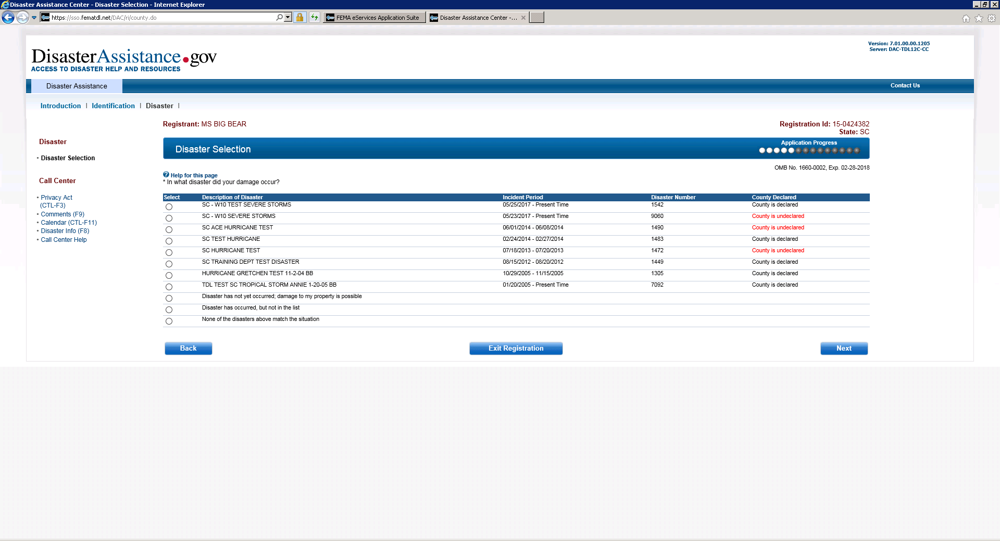 Disaster Assistance Center - Disaster Selection - Internet Explorer
https://sso.fematdl.net/DAC/ri/county.do
FEMA eServices Application Suite
Disaster Assistance Center -...
Version: 7.01.00.00.1205
Server: DAC-TDL12C-CC
DisasterAssistance.gov
ACCESS TO DISASTER HELP AND RESOURCES
Disaster Assistance
Contact Us
Introduction | Identification | Disaster |
Registrant: MS BIG BEAR
Registration Id: 15-0424382
State: SC
Disaster
• Disaster Selection
Call Center
• Privacy Act
(CTL-F3)
• Comments (F9)
• Calendar (CTL-F11)
• Disaster Info (F8)
• Call Center Help
Disaster Selection
Application Progress
OMB No. 1660-0002, Exp. 02-28-2018
? Help for this page
* In what disaster did your damage occur?
Select Description of Disaster Incident Period Disaster Number County Declared
SC - W10 TEST SEVERE STORMS 05/25/2017 - Present Time 1542 County is declared
SC - W10 SEVERE STORMS 05/23/2017 - Present Time 9060 County is undeclared
SC ACE HURRICANE TEST 06/01/2014 - 06/08/2014 1490 County is undeclared
SC TEST HURRICANE 02/24/2014 - 02/27/2014 1483 County is declared
SC HURRICANE TEST 07/18/2013 - 07/20/2013 1472 County is undeclared
SC TRAINING DEPT TEST DISASTER 08/15/2012 - 08/20/2012 1449 County is declared
HURRICANE GRETCHEN TEST 11-2-04 BB 10/29/2005 - 11/15/2005 1305 County is declared
TDL TEST SC TROPICAL STORM ANNIE 1-20-05 BB 01/20/2005 - Present Time 7092 County is declared
Disaster has not yet occurred; damage to my property is possible
Disaster has occurred, but not in the list
None of the disasters above match the situation
Back
Exit Registration
Next